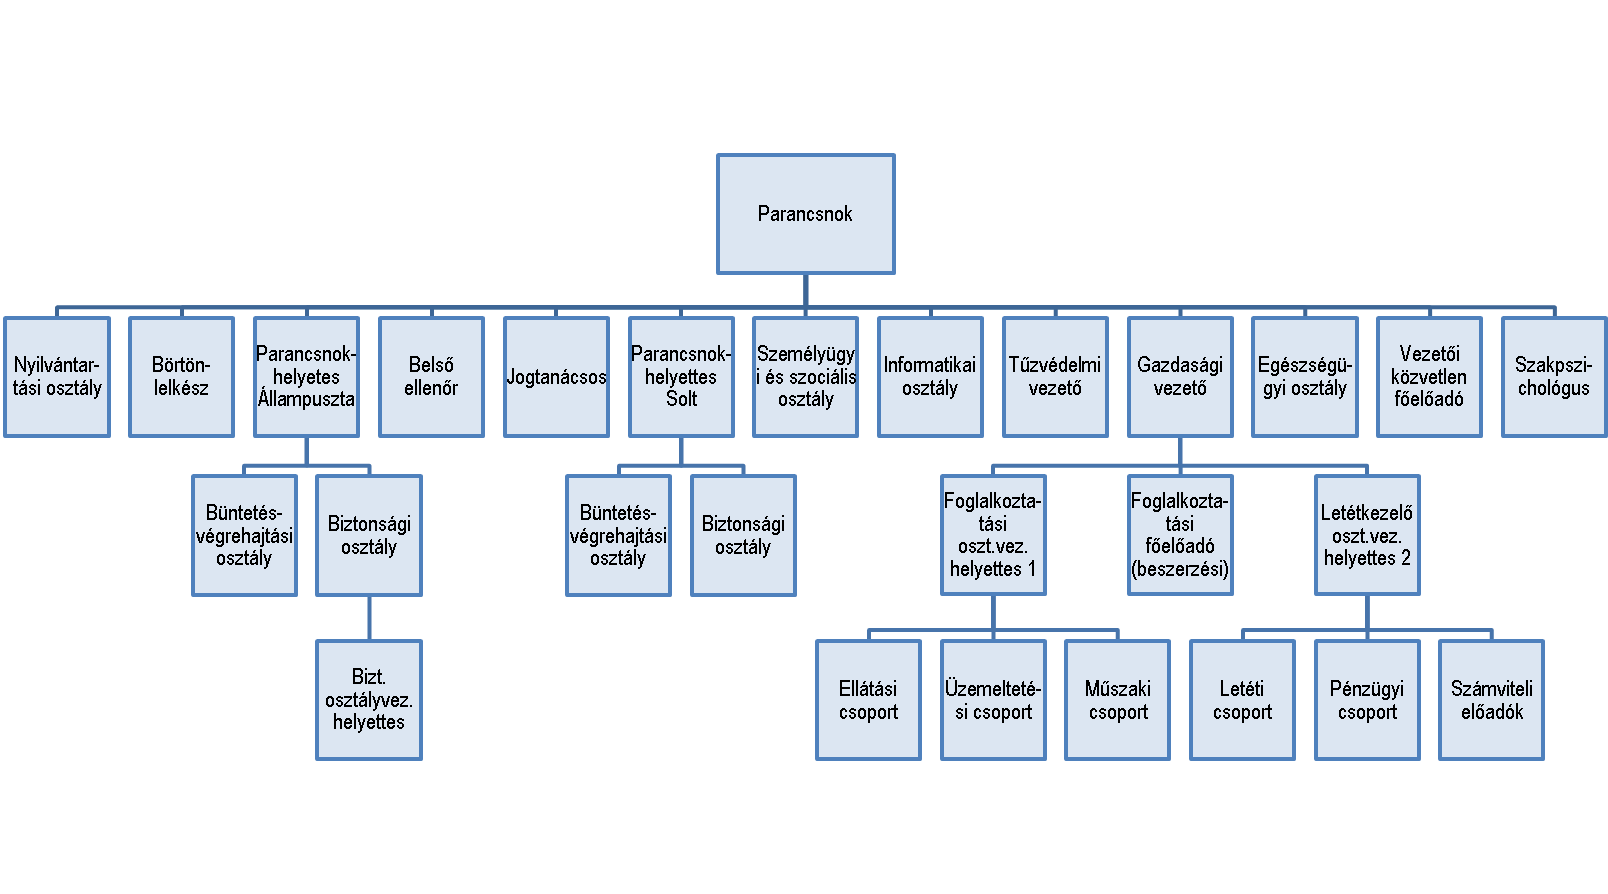 Parancsnok
Nyilvántar-
tási osztály
Börtön-
lelkész
Parancsnok-
helyetes
Állampuszta
Belső
ellenőr
Jogtanácsos
Parancsnok-
helyettes
Solt
Személyügy
i és szociális
osztály
Informatikai
osztály
Tűzvédelmi
vezető
Gazdasági
vezető
Egészségü-
gyi osztály
Vezetői
közvetlen
főelőadó
Szakpszi-
chológus
Büntetés-
végrehajtási
osztály
Biztonsági
osztály
Büntetés-
végrehajtási
osztály
Biztonsági
osztály
Foglalkozta-
tási
oszt.vez.
helyettes 1
Foglalkozta-
tási
főelőadó
(beszerzési)
Letétkezelő
oszt.vez.
helyettes 2
Bizt.
osztályvez.
helyettes
Ellátási
csoport
Üzemelteté-
si csoport
Műszaki
csoport
Letéti
csoport
Pénzügyi
csoport
Számviteli
előadók